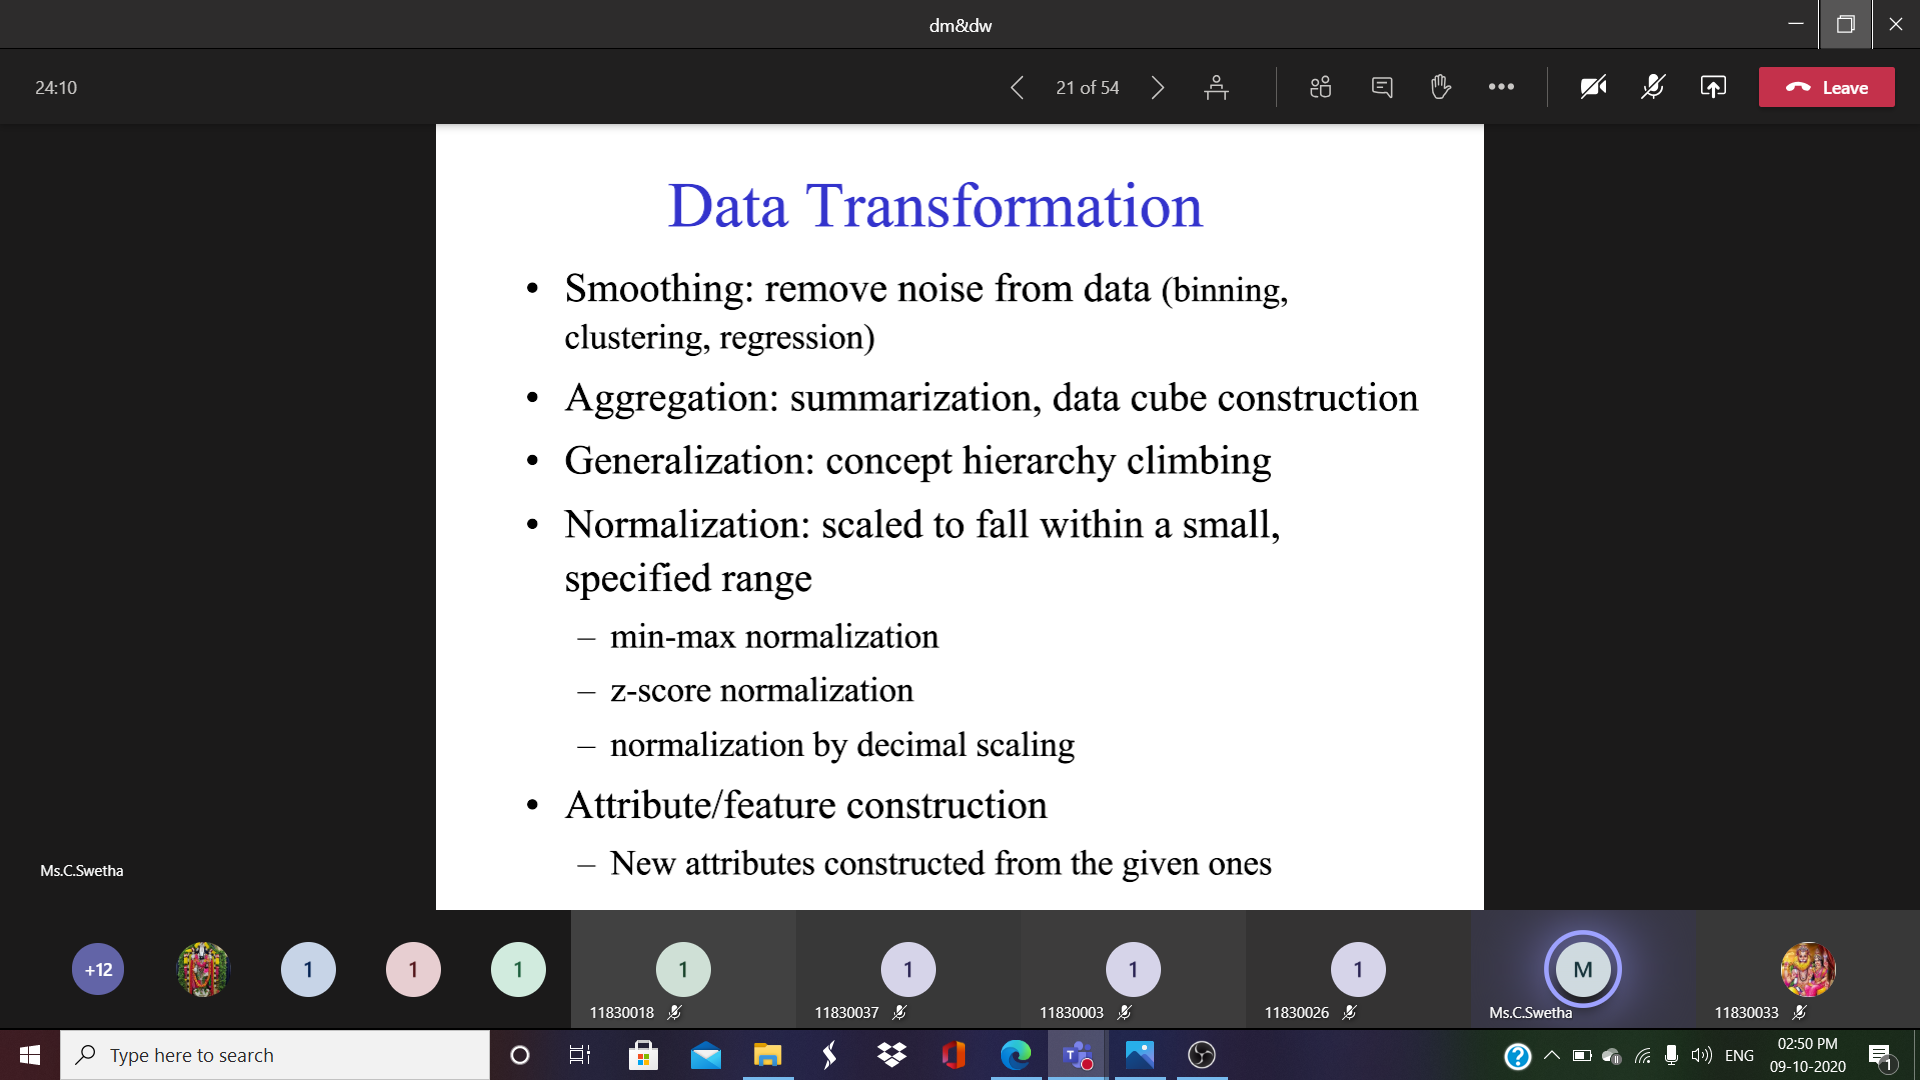 dm&dw
24:10
21 of 54
Leave
Data Transformation
• Smoothing: remove noise from data (binning,
clustering, regression)
• Aggregation: summarization, data cube construction
• Generalization: concept hierarchy climbing
• Normalization: scaled to fall within a small,
specified range
– min-max normalization
– z-score normalization
– normalization by decimal scaling
• Attribute/feature construction
– New attributes constructed from the given ones
Ms.C.Swetha
+12
1
1
1
1
11830018
1
11830037
1
11830003
1
11830026
M
Ms.C.Swetha
11830033
Type here to search
ENG
02:50 PM
09-10-2020
1